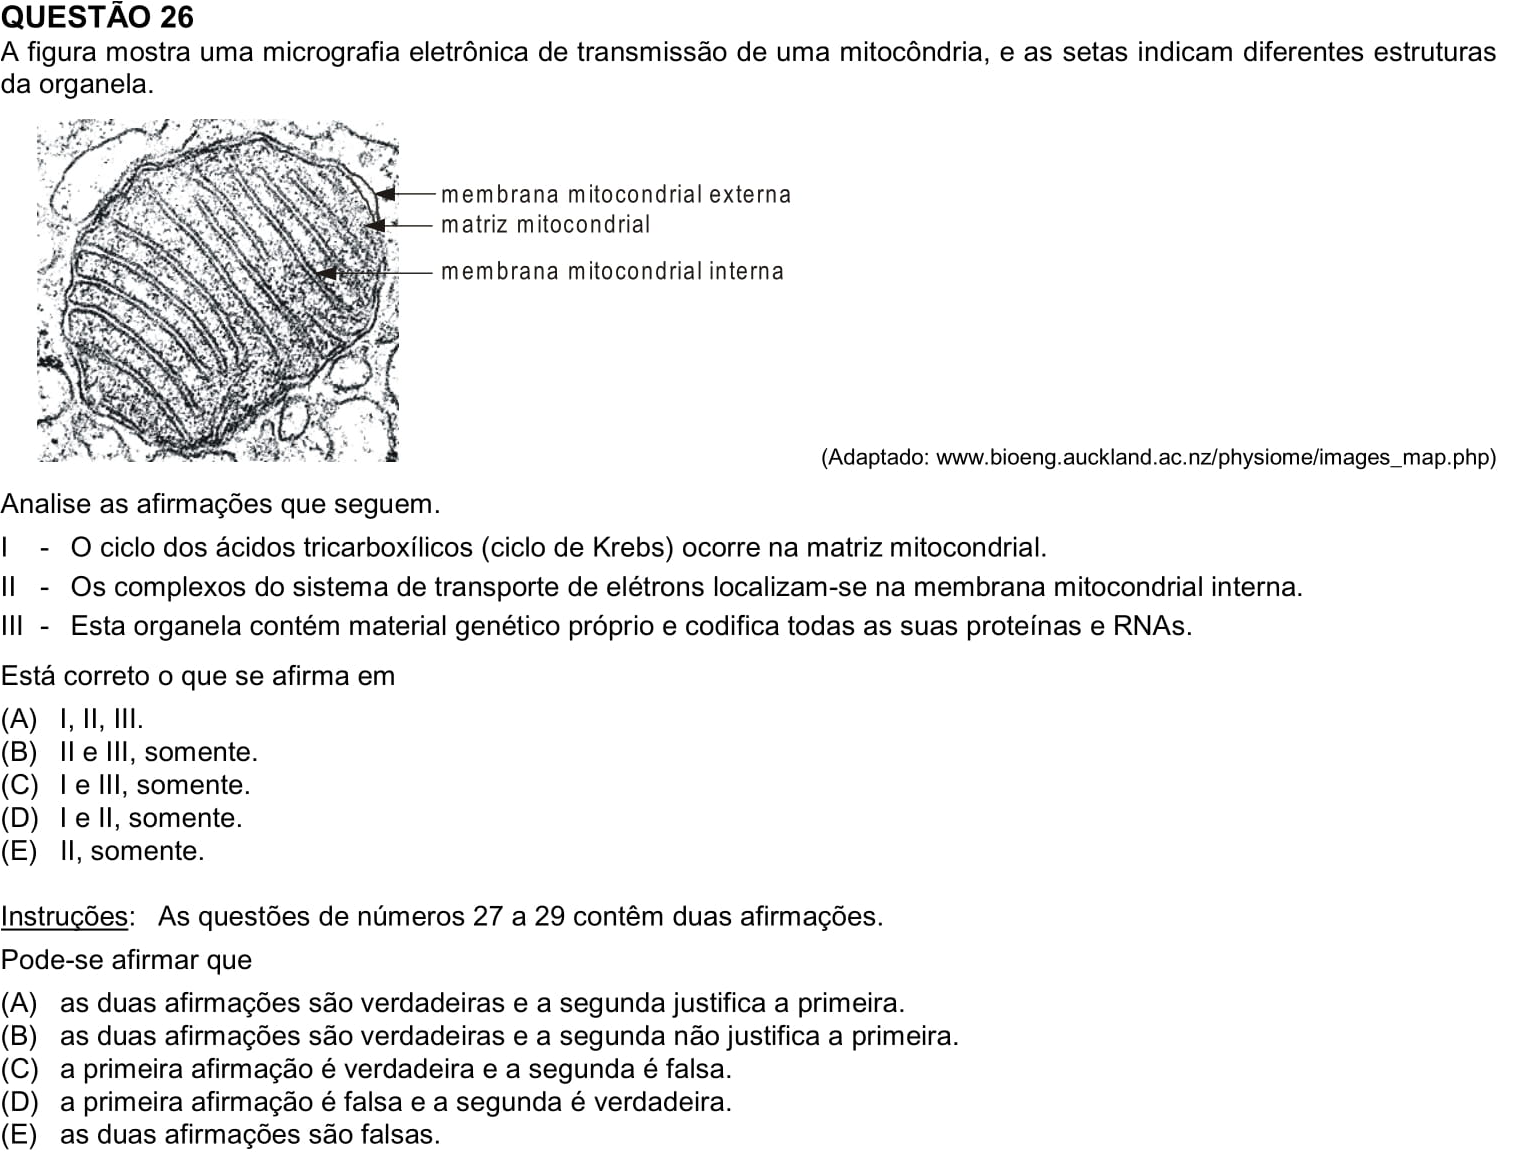 QUESTÃO 26
A figura mostra uma micrografia eletrônica de transmissão de uma mitocôndria, e as setas indicam diferentes estruturas
da organela.
membrana mitocondrial externa
matriz mitocondrial
membrana mitocondrial interna
(Adaptado: www.bioeng.auckland.ac.nz/physiome/images_map.php)
Analise as afirmações que seguem.
I - O ciclo dos ácidos tricarboxílicos (ciclo de Krebs) ocorre na matriz mitocondrial.
II - Os complexos do sistema de transporte de elétrons localizam-se na membrana mitocondrial interna.
III - Esta organela contém material genético próprio e codifica todas as suas proteínas e RNAs.
Está correto o que se afirma em
(A) I, II, III.
(B) II e III, somente.
(C) I e III, somente.
(D) I e II, somente.
(E) II, somente.
Instruções: As questões de números 27 a 29 contêm duas afirmações.
Pode-se afirmar que
(A) as duas afirmações são verdadeiras e a segunda justifica a primeira.
(B) as duas afirmações são verdadeiras e a segunda não justifica a primeira.
(C) a primeira afirmação é verdadeira e a segunda é falsa.
(D) a primeira afirmação é falsa e a segunda é verdadeira.
(E) as duas afirmações são falsas.